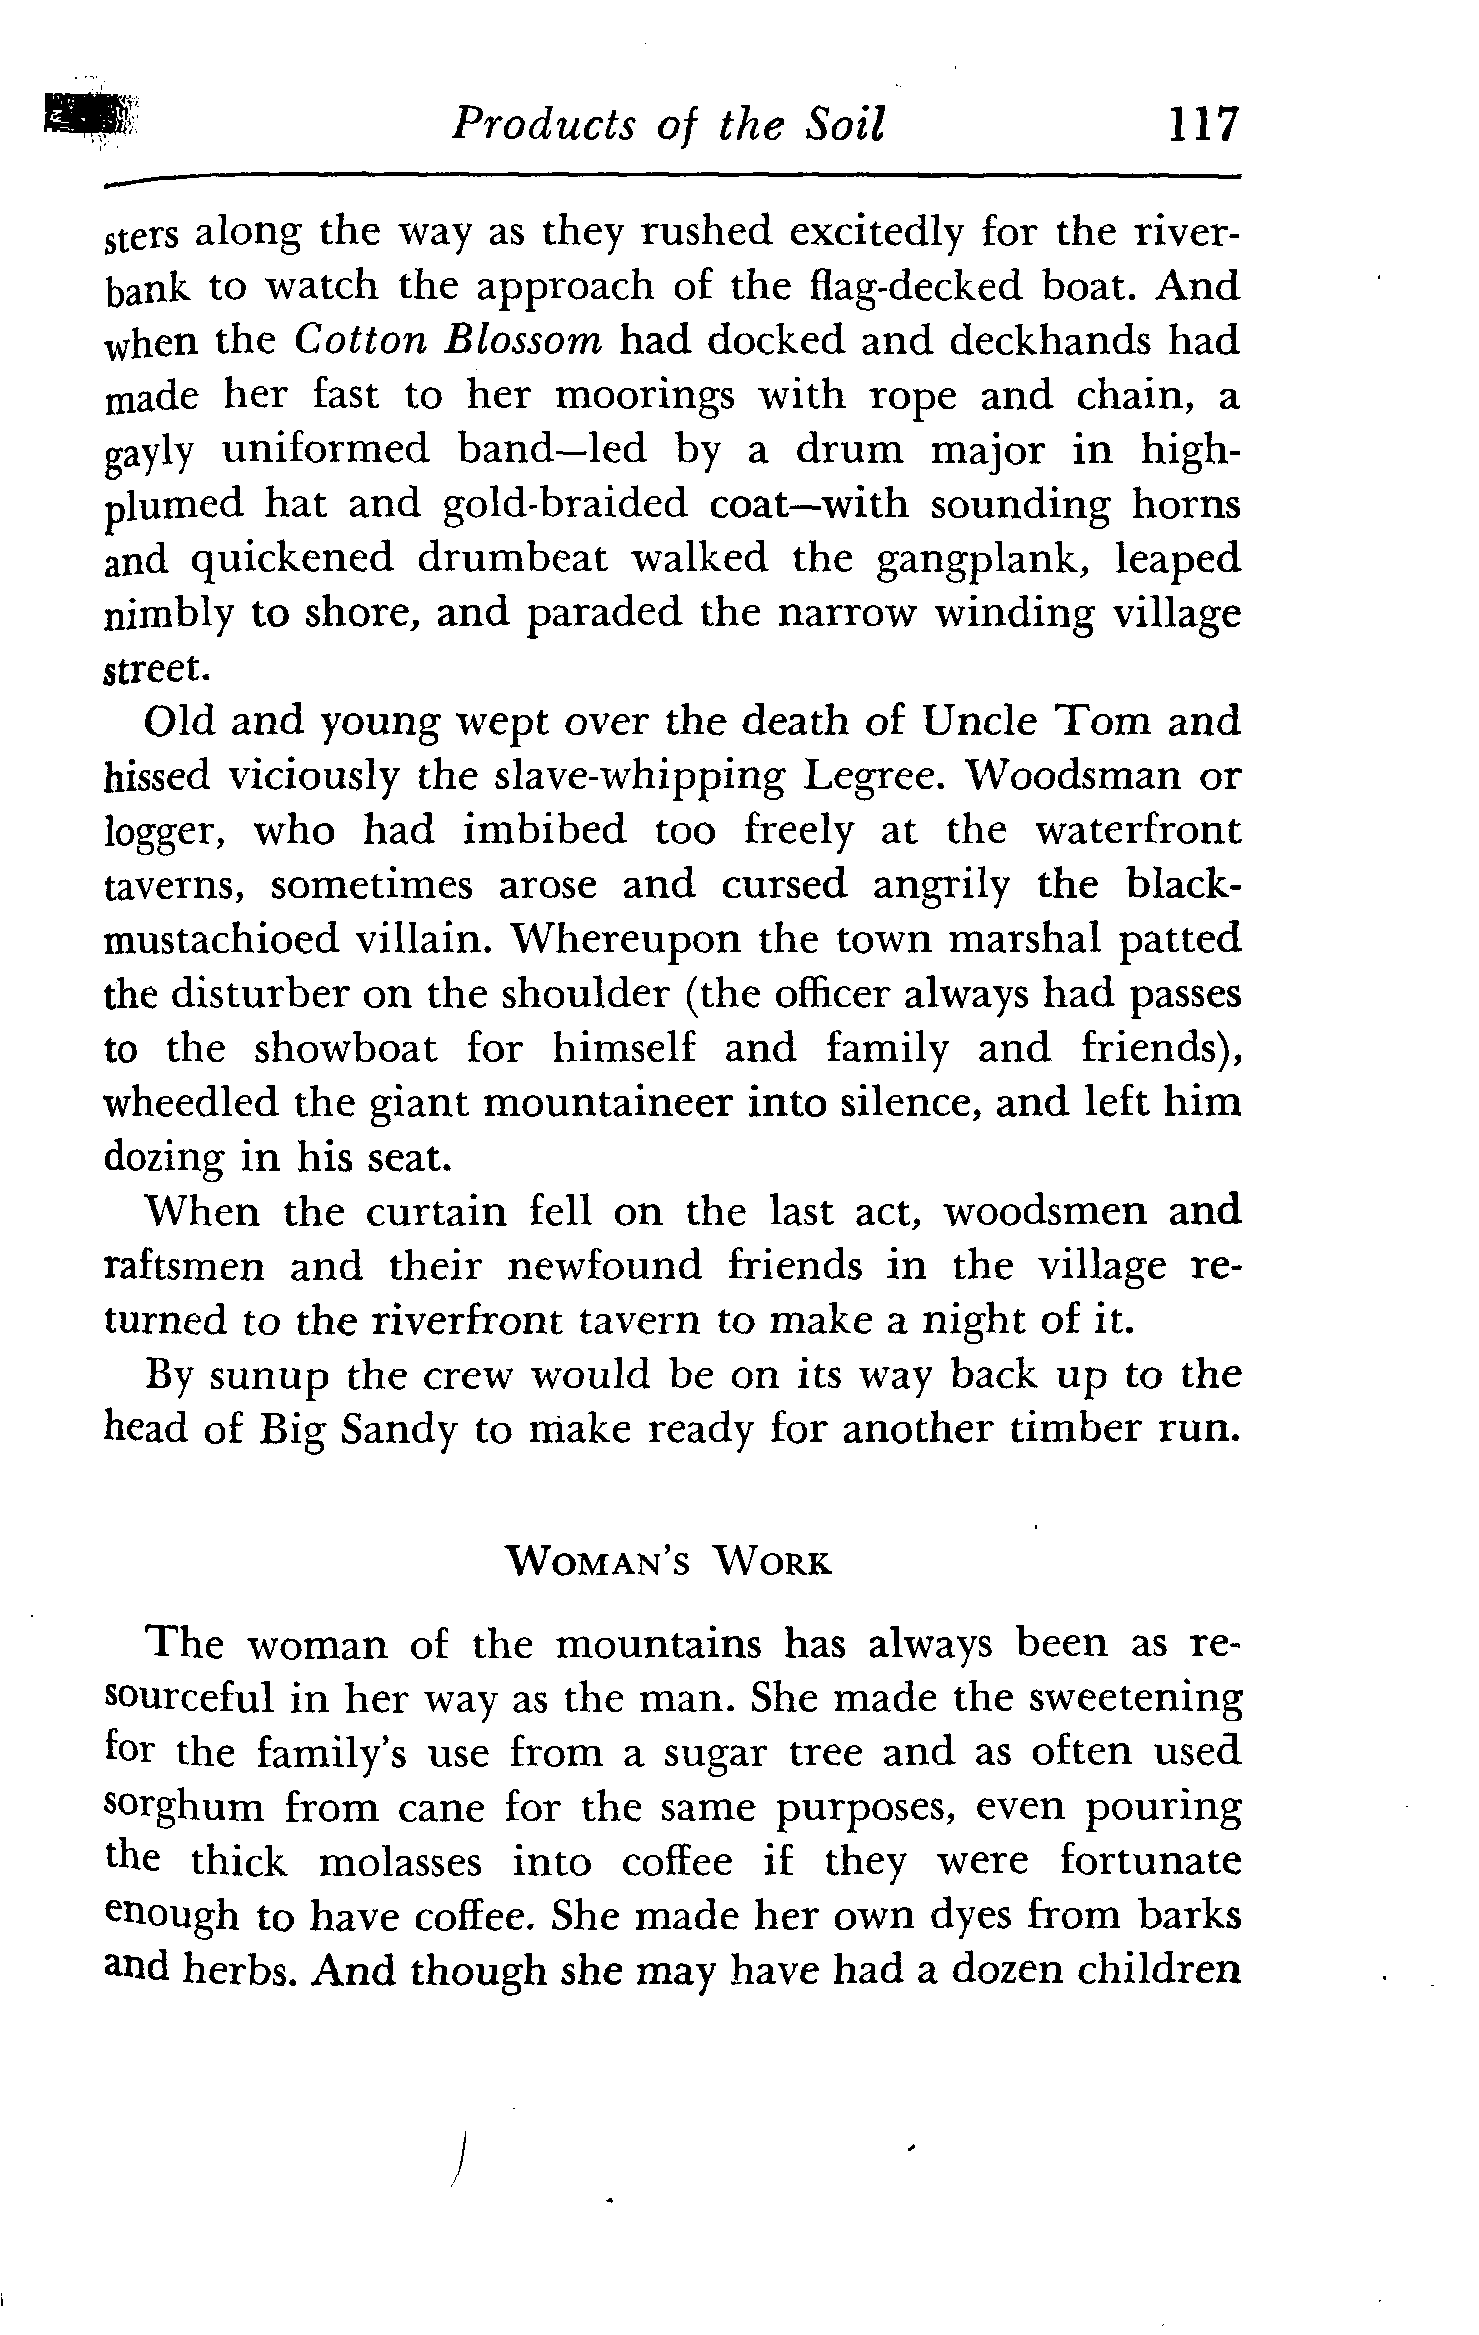 Products of the Soil 117
sters along the way as they rushed excitedly for the river-
bank to watch the approach of the flag-decked boat. And
when the Cotton Blossom had docked and deckhands had
made her fast to her moorings with rope and chain, a
gayly uniformed band—led by a drum major in high-
plumed hat and gold-braided coat—with sounding horns
and quickened drumbeat walked the gangplank, leaped
nimbly to shore, and paraded the narrow winding village
street.
Old and young wept over the death of Uncle Tom and
hissed viciously the slave-whipping Legree. Woodsman or
logger, who had imbibed too freely at the waterfront
taverns, sometimes arose and cursed angrily the black-
mustachioed villain. Whereupon the town marshal patted
the disturber on the shoulder (the officer always had passes
to the showboat for himself and family and friends),
wheedled the giant mountaineer into silence, and left him
dozing in his seat.
When the curtain fell on the last act, woodsmen and
raftsmen and their newfound friends in the village re-
turned to the riverfront tavern to make a night of it.
By sunup the crew would be on its way back up to the
head of Big Sandy to make ready for another timber run.
WOMAN'S WORK
The woman of the mountains has always been as re-
sourceful in her way as the man. She made the sweetening
for the family's use from a sugar tree and as often used
sorghum from cane for the same purposes, even pouring
the thick molasses into coffee if they were fortunate
enough to have coffee. She made her own dyes from barks
and herbs. And though she may have had a dozen children